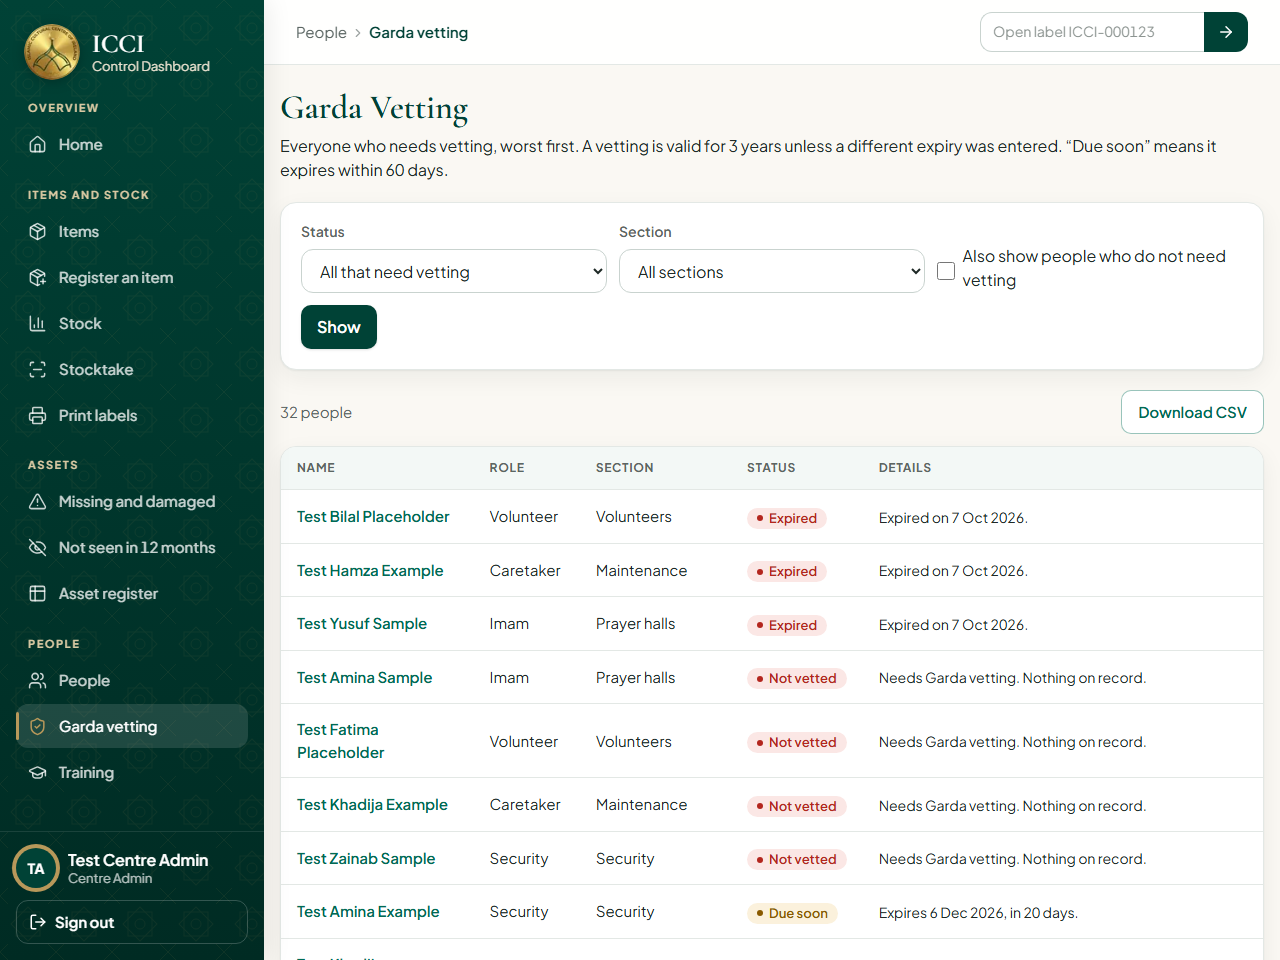 ICCI
Control Dashboard
OVERVIEW
Home
ITEMS AND STOCK
Items
Register an item
Stock
Stocktake
Print labels
ASSETS
Missing and damaged
Not seen in 12 months
Asset register
PEOPLE
People
Garda vetting
Training
TA
Test Centre Admin
Centre Admin
Sign out
People › Garda vetting
Open label ICCI-000123
Garda Vetting
Everyone who needs vetting, worst first. A vetting is valid for 3 years unless a different expiry was entered. “Due soon” means it
expires within 60 days.
Status
All that need vetting
Section
All sections
Also show people who do not need
vetting
Show
32 people
Download CSV
NAME ROLE SECTION STATUS DETAILS
Test Bilal Placeholder Volunteer Volunteers Expired Expired on 7 Oct 2026.
Test Hamza Example Caretaker Maintenance Expired Expired on 7 Oct 2026.
Test Yusuf Sample Imam Prayer halls Expired Expired on 7 Oct 2026.
Test Amina Sample Imam Prayer halls Not vetted Needs Garda vetting. Nothing on record.
Test Fatima
Placeholder Volunteer Volunteers Not vetted Needs Garda vetting. Nothing on record.
Test Khadija Example Caretaker Maintenance Not vetted Needs Garda vetting. Nothing on record.
Test Zainab Sample Security Security Not vetted Needs Garda vetting. Nothing on record.
Test Amina Example Security Security Due soon Expires 6 Dec 2026, in 20 days.